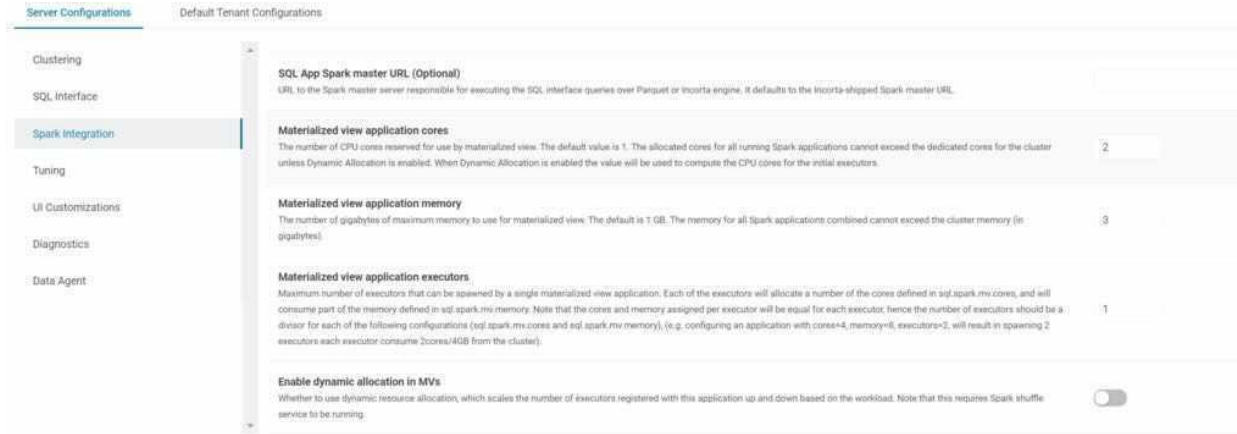 Server Configurations
Default Tenant Configurations
Clustering
SQL Interface
Spark Integration
Tuning
UI Customizations
Diagnostics
Data Agent
SQL App Spark master URL (Optional)
URL to the Spark master server responsible for executing the SQL interface queries over Parquet or Incorta engine. It defaults to the Incorta-shipped Spark master URL.
Materialized view application cores
The number of CPU cores reserved for use by materialized view. The default value is 1. The allocated cores for all running Spark applications cannot exceed the dedicated cores for the cluster
unless Dynamic Allocation is enabled. When Dynamic Allocation is enabled the value will be used to compute the CPU cores for the initial executors.
2
Materialized view application memory
The number of gigabytes of maximum memory to use for materialized view. The default is 1 GB. The memory for all Spark applications combined cannot exceed the cluster memory (in
gigabytes).
3
Materialized view application executors
Maximum number of executors that can be spawned by a single materialized view application. Each of the executors will allocate a number of the cores defined in sql.spark.mv.cores, and will
consume part of the memory defined in sql.spark.mv.memory. Note that the cores and memory assigned per executor will be equal for each executor, hence the number of executors should be a
divisor for each of the following configurations (sql.spark.mv.cores and sql.spark.mv.memory), (e.g. configuring an application with cores=4, memory=8, executors=2, will result in spawning 2
executors each executor consume 2cores/4GB from the cluster).
1
Enable dynamic allocation in MVs
Whether to use dynamic resource allocation, which scales the number of executors registered with this application up and down based on the workload. Note that this requires Spark shuffle
service to be running.